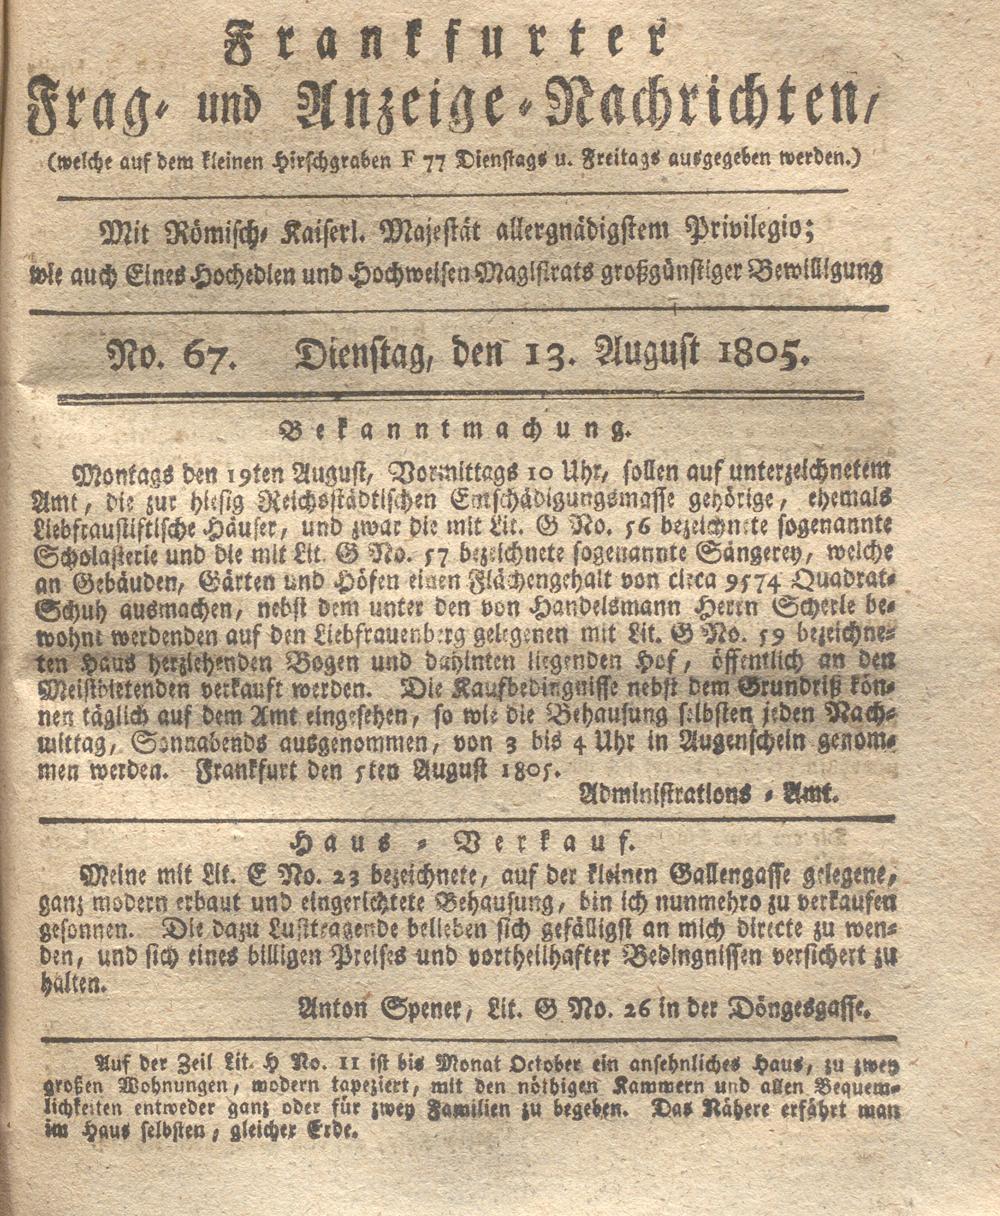 Frankfurter
Frag- und Anzeige-Nachrichten,
(welche auf dem kleinen Hirschgraben F 77 Dienstags u. Freitags ausgegeben werden.)
Mit Römisch- Kaiserl. Majestät allergnädigstem Privilegio;
wie auch Eines Hochedlen und Hochweisen Magistrats großgünstiger Bewilligung
No. 67. Dienstag, den 13. August 1805.
Bekanntmachung.
Montags den 19ten August, Vormittags 10 Uhr, sollen auf unterzeichnetem
Amt, die zur hiesig Reichsstädtischen Entschädigungsmasse gehörige, ehemals
Liebfraustiftische Häuser, und zwar die mit Lit. G No. 56 bezeichnete sogenannte
Scholasterie und die mit Lit. G No. 57 bezeichnete sogenannte Sängerey, welche
an Gebäuden, Gärten und Höfen einen Flächengehalt von circa 9574 Quadrat-
Schuh ausmachen, nebst dem unter den von Handelsmann Herrn Scherle be-
wohnt werdenden auf den Liebfrauenberg gelegenen mit Lit. G No. 59 bezeichne-
ten Haus herziehenden Bogen und dahinten liegenden Hof, öffentlich an den
Meistbietenden verkauft werden. Die Kaufbedingnisse nebst dem Grundriß kön-
nen täglich auf dem Amt eingesehen, so wie die Behausung selbsten jeden Nach-
mittag, Sonnabends ausgenommen, von 3 bis 4 Uhr in Augenschein genom-
men werden. Frankfurt den 5ten August 1805.
Administrations - Amt.
Haus - Verkauf.
Meine mit Lit. E No. 23 bezeichnete, auf der kleinen Gallengasse gelegene,
ganz modern erbaut und eingerichtete Behausung, bin ich nunmehro zu verkaufen
gesonnen. Die dazu Lusttragende belieben sich gefälligst an mich directe zu wen-
den, und sich eines billigen Preises und vortheilhafter Bedingnissen versichert zu
halten.
Anton Spener, Lit. G No. 26 in der Döngesgasse.
Auf der Zeil Lit. H No. 11 ist bis Monat October ein ansehnliches Haus, zu zwey
großen Wohnungen, modern tapeziert, mit den nöthigen Kammern und allen Bequem-
lichkeiten entweder ganz oder für zwey Familien zu begeben. Das Nähere erfährt man
im Haus selbsten, gleicher Erde.